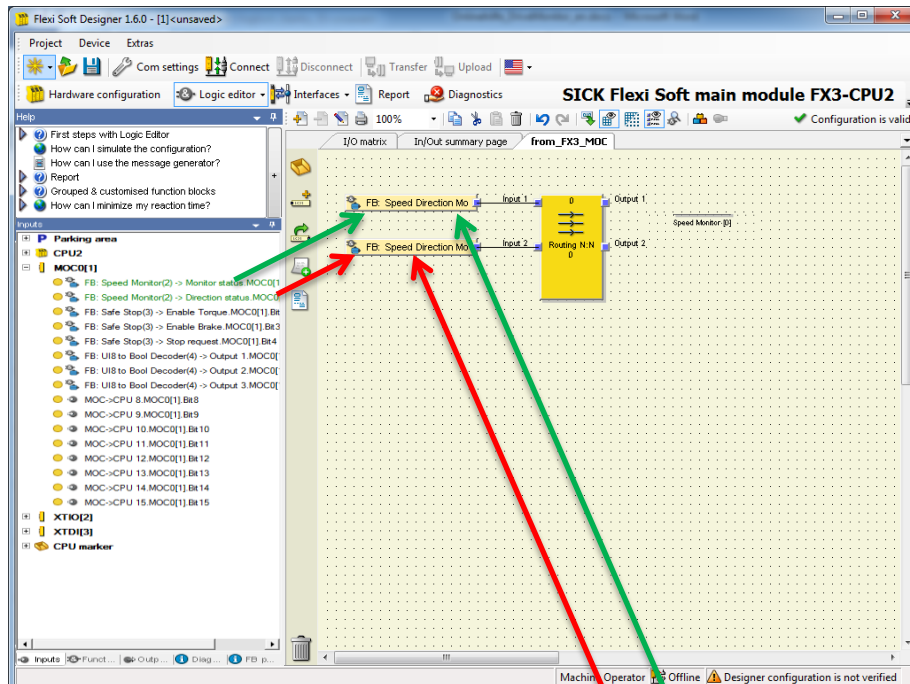 Flexi Soft Designer 1.6.0 - [1]<unsaved>
Project Device Extras
Com settings Connect Disconnect Transfer Upload
Hardware configuration Logic editor Interfaces Report Diagnostics SICK Flexi Soft main module FX3-CPU2
Help
100%
Configuration is valid
First steps with Logic Editor
How can I simulate the configuration?
How can I use the message generator?
Report
Grouped & customised function blocks
How can I minimize my reaction time?
I/O matrix In/Out summary page from_FX3_MOC
Inputs
P Parking area
CPU2
MOC0[1]
FB: Speed Monitor(2) -> Monitor status.MOC0[1
FB: Speed Monitor(2) -> Direction status.MOC0
FB: Safe Stop(3) -> Enable Torque.MOC0[1].Bit
FB: Safe Stop(3) -> Enable Brake.MOC0[1].Bit3
FB: Safe Stop(3) -> Stop request.MOC0[1].Bit4
FB: UI8 to Bool Decoder(4) -> Output 1.MOC0[
FB: UI8 to Bool Decoder(4) -> Output 2.MOC0[
FB: UI8 to Bool Decoder(4) -> Output 3.MOC0[
MOC->CPU 8.MOC0[1].Bit8
MOC->CPU 9.MOC0[1].Bit9
MOC->CPU 10.MOC0[1].Bit10
MOC->CPU 11.MOC0[1].Bit11
MOC->CPU 12.MOC0[1].Bit12
MOC->CPU 13.MOC0[1].Bit13
MOC->CPU 14.MOC0[1].Bit14
MOC->CPU 15.MOC0[1].Bit15
XTIO[2]
XTDI[3]
CPU marker
FB: Speed Direction Mo Input 1 0 Output 1
Speed Monitor [0]
FB: Speed Direction Mo Input 2 Routing N:N Output 2
0
Inputs Funct... Outp... Diag ... FB p...
Machine Operator Offline Designer configuration is not verified